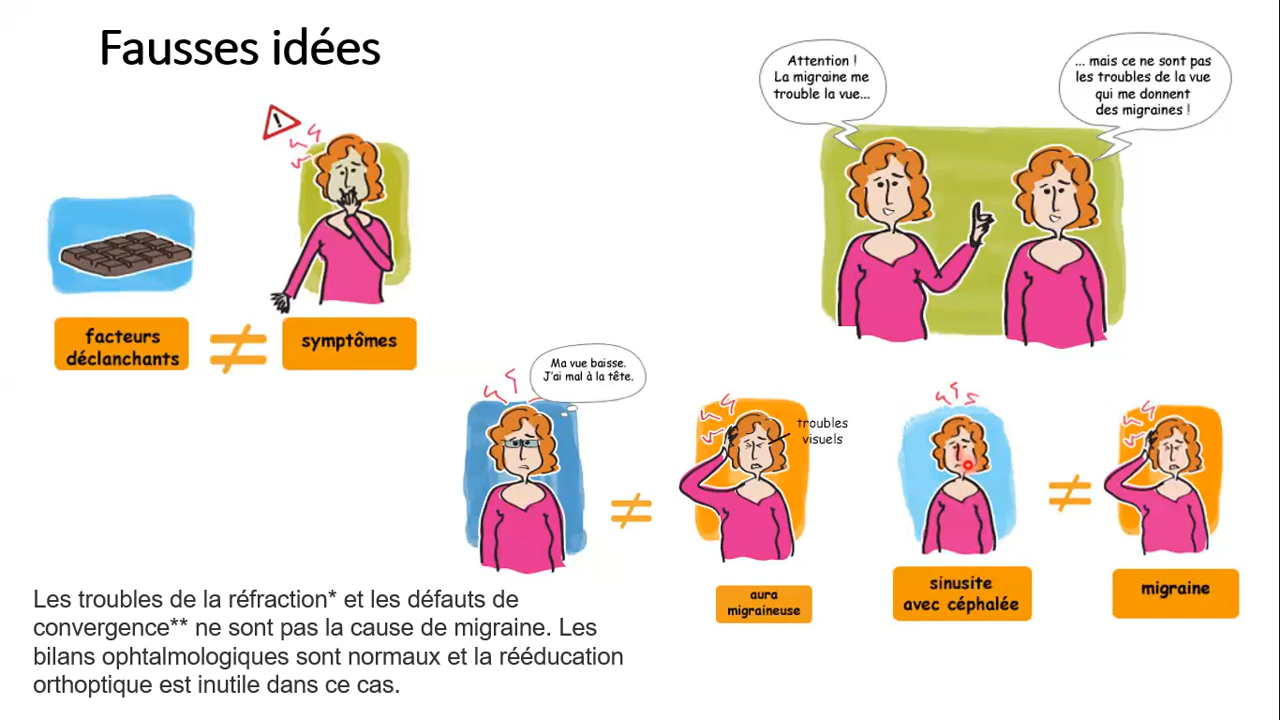 Fausses idées
Attention !
La migraine me
trouble la vue...
... mais ce ne sont pas
les troubles de la vue
qui me donnent
des migraines !
!
facteurs
déclanchants
≠
symptômes
Ma vue baisse.
J'ai mal à la tête.
≠
troubles
visuels
aura
migraineuse
sinusite
avec céphalée
≠
migraine
Les troubles de la réfraction* et les défauts de
convergence** ne sont pas la cause de migraine. Les
bilans ophtalmologiques sont normaux et la rééducation
orthoptique est inutile dans ce cas.